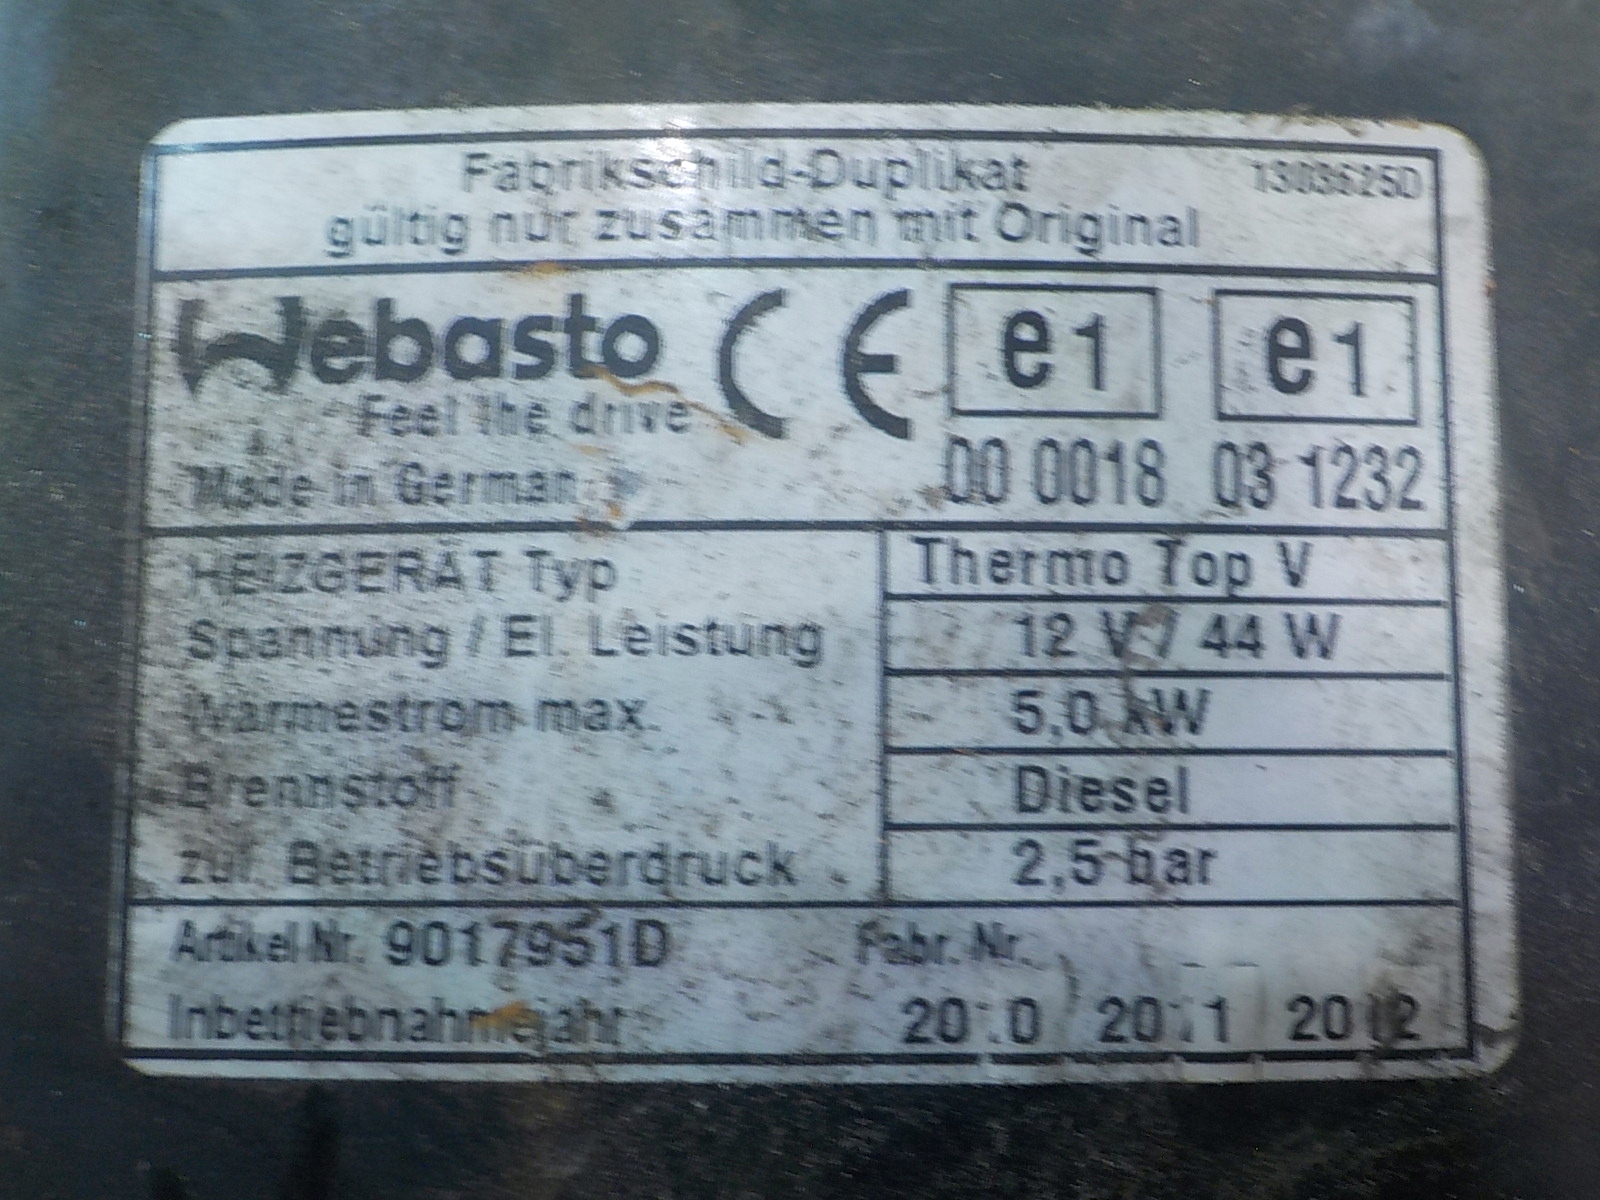 Fabrikschild-Duplikat 1303625D
gültig nur zusammen mit Original
Webasto CE e1 e1
Feel the drive
Made in German 00 0018 03 1232
HEIZGERÄT Typ Thermo Top V
Spannung / El. Leistung 12 V / 44 W
Wärmestrom max. 5,0 kW
Brennstoff Diesel
zul. Betriebsüberdruck 2,5 bar
Artikel Nr. 9017951D Fabr. Nr.
Inbetriebnahmejahr 2010 2011 2012